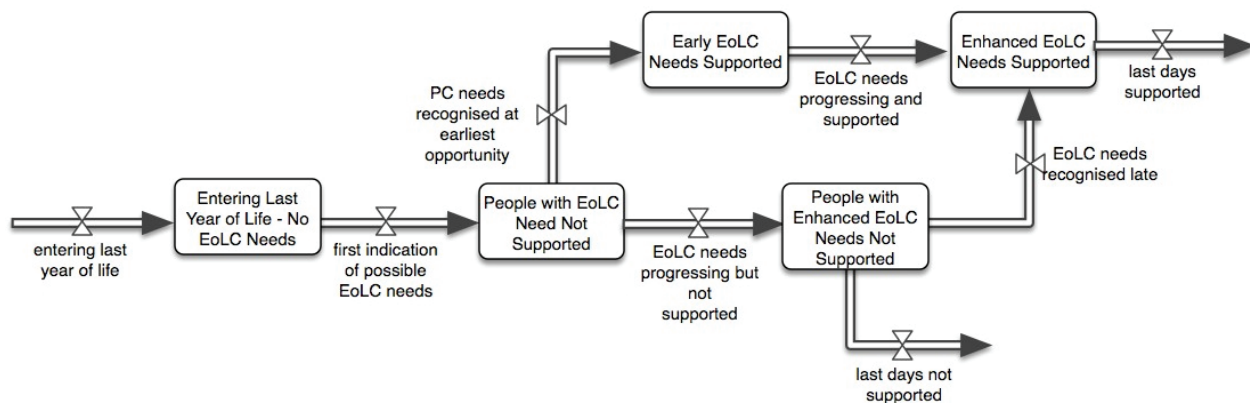 Early EoLC
Needs Supported
Enhanced EoLC
Needs Supported
EoLC needs
progressing and
supported
last days
supported
PC needs
recognised at
earliest
opportunity
EoLC needs
recognised late
Entering Last
Year of Life - No
EoLC Needs
People with EoLC
Need Not
Supported
People with
Enhanced EoLC
Needs Not
Supported
entering last
year of life
first indication
of possible
EoLC needs
EoLC needs
progressing but
not
supported
last days not
supported